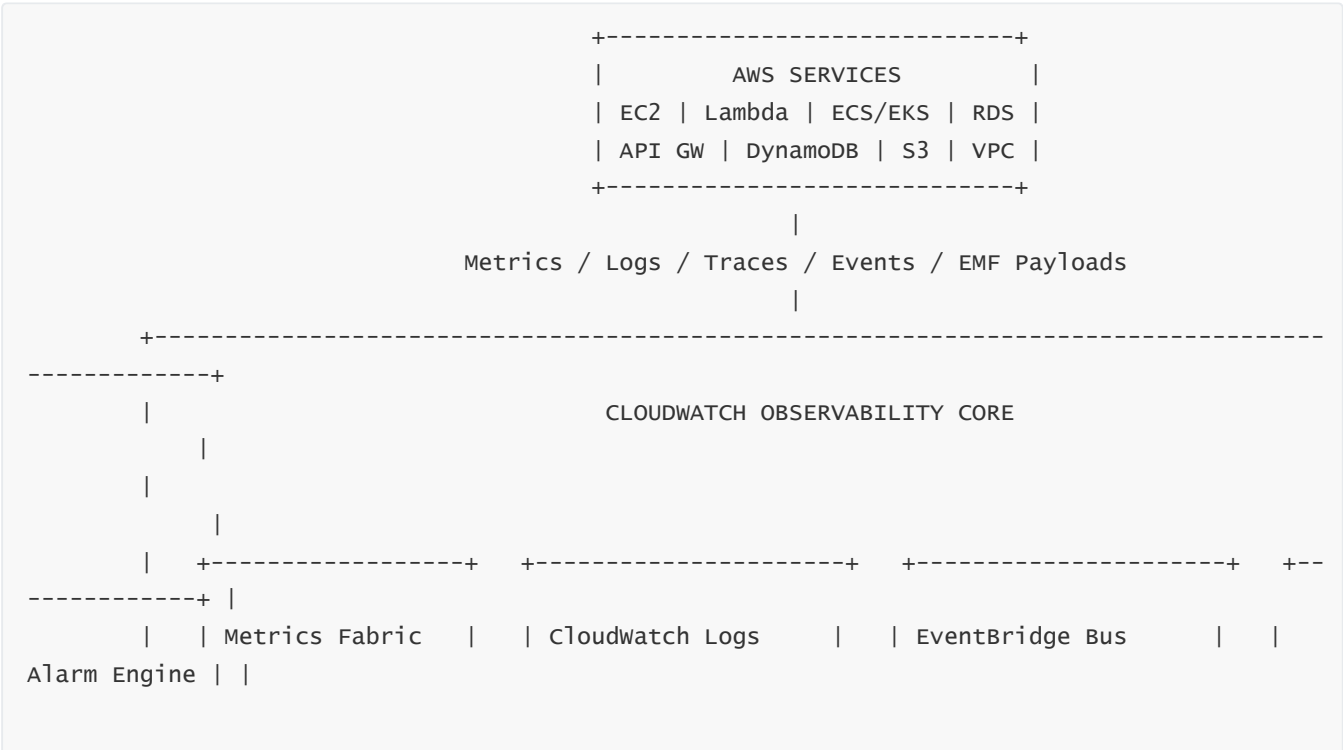 +-----------------------------+
|         AWS SERVICES         |
| EC2 | Lambda | ECS/EKS | RDS |
| API GW | DynamoDB | S3 | VPC |
+-----------------------------+
|
Metrics / Logs / Traces / Events / EMF Payloads
|
+-----------------------------------------------------------------------------------
-------------+
|                                CLOUDWATCH OBSERVABILITY CORE
|
|
|
|   +------------------+   +----------------------+   +----------------------+   +--
------------+ |
|   | Metrics Fabric   |   | CloudWatch Logs     |   | EventBridge Bus      |   |
Alarm Engine | |